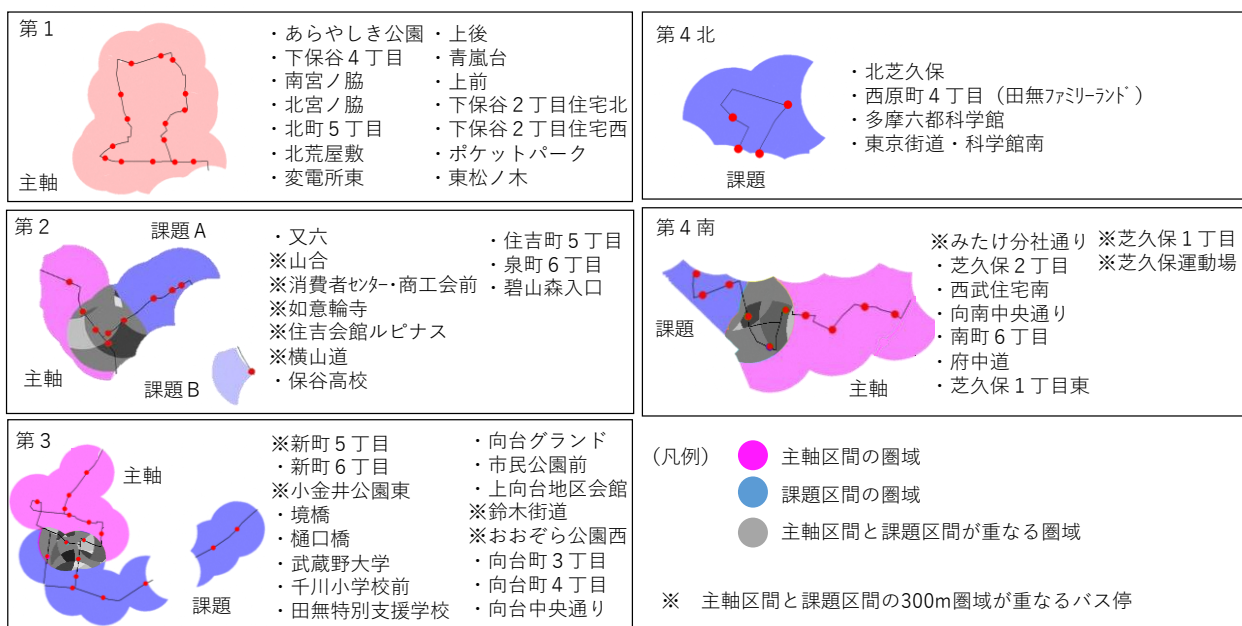 第1
・あらやしき公園
・下保谷4丁目
・南宮ノ脇
・北宮ノ脇
・北町5丁目
・北荒屋敷
・変電所東
・上後
・青嵐台
・上前
・下保谷2丁目住宅北
・下保谷2丁目住宅西
・ポケットパーク
・東松ノ木
主軸
第2
課題A
・又六
※山合
※消費者センター・商工会前
※如意輪寺
※住吉会館ルピナス
※横山道
・保谷高校
・住吉町5丁目
・泉町6丁目
・碧山森入口
主軸
課題B
第3
主軸
※新町5丁目
・新町6丁目
※小金井公園東
・境橋
・樋口橋
・武蔵野大学
・千川小学校前
・田無特別支援学校
・向台グランド
・市民公園前
・上向台地区会館
※鈴木街道
※おおぞら公園西
・向台町3丁目
・向台町4丁目
・向台中央通り
課題
第4北
・北芝久保
・西原町4丁目（田無ファミリーランド）
・多摩六都科学館
・東京街道・科学館南
課題
第4南
※みたけ分社通り
・芝久保2丁目
・西武住宅南
・向南中央通り
・南町6丁目
・府中道
・芝久保1丁目東
※芝久保1丁目
※芝久保運動場
課題
主軸
（凡例）
主軸区間の圏域
課題区間の圏域
主軸区間と課題区間が重なる圏域
※　主軸区間と課題区間の300m圏域が重なるバス停